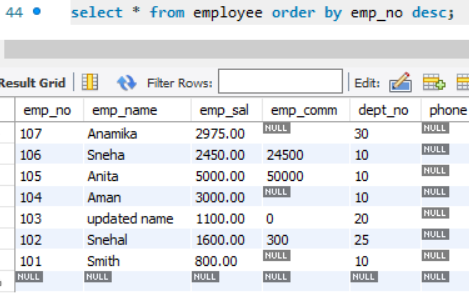 44 select * from employee order by emp_no desc;
Result Grid Filter Rows: Edit:
emp_no emp_name emp_sal emp_comm dept_no phone
107 Anamika 2975.00 NULL 30 NULL
106 Sneha 2450.00 24500 10 NULL
105 Anita 5000.00 50000 10 NULL
104 Aman 3000.00 NULL 10 NULL
103 updated name 1100.00 0 20 NULL
102 Snehal 1600.00 300 25 NULL
101 Smith 800.00 NULL 10 NULL
NULL NULL NULL NULL NULL NULL